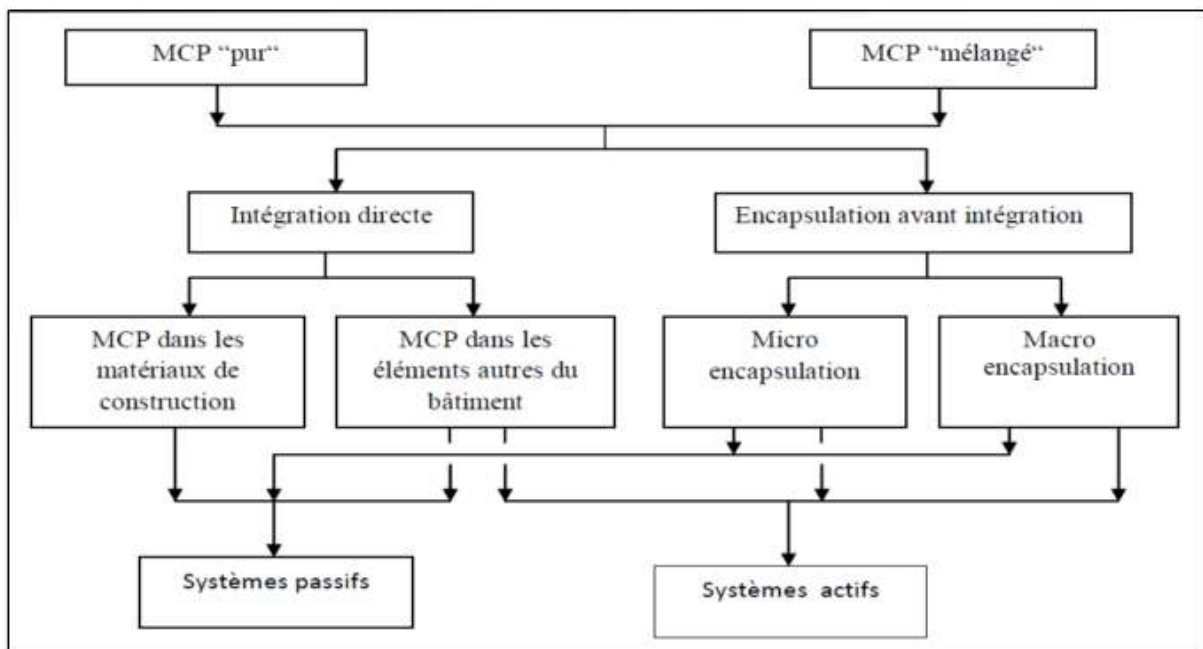 MCP “pur“
MCP “mélangé“
Intégration directe
Encapsulation avant intégration
MCP dans les
matériaux de
construction
MCP dans les
éléments autres du
bâtiment
Micro
encapsulation
Macro
encapsulation
Systèmes passifs
Systèmes actifs